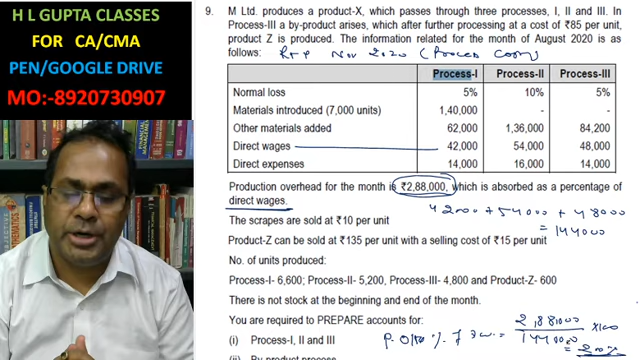 H L GUPTA CLASSES
FOR CA/CMA
PEN/GOOGLE DRIVE
MO:-8920730907
9. M Ltd. produces a product-X, which passes through three processes, I, II and III. In
Process-III a by-product arises, which after further processing at a cost of ₹85 per unit,
product Z is produced. The information related for the month of August 2020 is as
follows: RTP Nov 2020 (Process Costing)
Process-I Process-II Process-III
Normal loss 5% 10% 5%
Materials introduced (7,000 units) 1,40,000 - -
Other materials added 62,000 1,36,000 84,200
Direct wages 42,000 54,000 48,000
Direct expenses 14,000 16,000 14,000
Production overhead for the month is ₹2,88,000, which is absorbed as a percentage of
direct wages.
42000 + 54000 + 48000
= 144000
The scrapes are sold at ₹10 per unit
Product-Z can be sold at ₹135 per unit with a selling cost of ₹15 per unit
No. of units produced:
Process-I 6,600; Process-II - 5,200, Process-III - 4,800 and Product-Z - 600
There is not stock at the beginning and end of the month.
You are required to PREPARE accounts for:
(i) Process-I, II and III
2,88,000
144000
×100
= 200%
(ii) By-product process